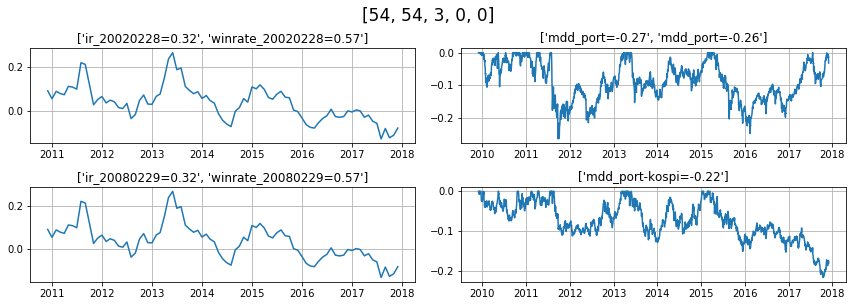 [54, 54, 3, 0, 0]
['ir_20020228=0.32', 'winrate_20020228=0.57']
0.2
0.0
2011 2012 2013 2014 2015 2016 2017 2018
['mdd_port=-0.27', 'mdd_port=-0.26']
0.0
−0.1
−0.2
2010 2011 2012 2013 2014 2015 2016 2017 2018
['ir_20080229=0.32', 'winrate_20080229=0.57']
0.2
0.0
2011 2012 2013 2014 2015 2016 2017 2018
['mdd_port-kospi=-0.22']
0.0
−0.1
−0.2
2010 2011 2012 2013 2014 2015 2016 2017 2018